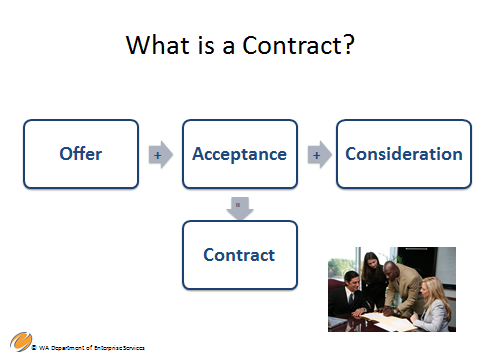 What is a Contract?
Offer + Acceptance + Consideration
=
Contract
© WA Department of Enterprise Services